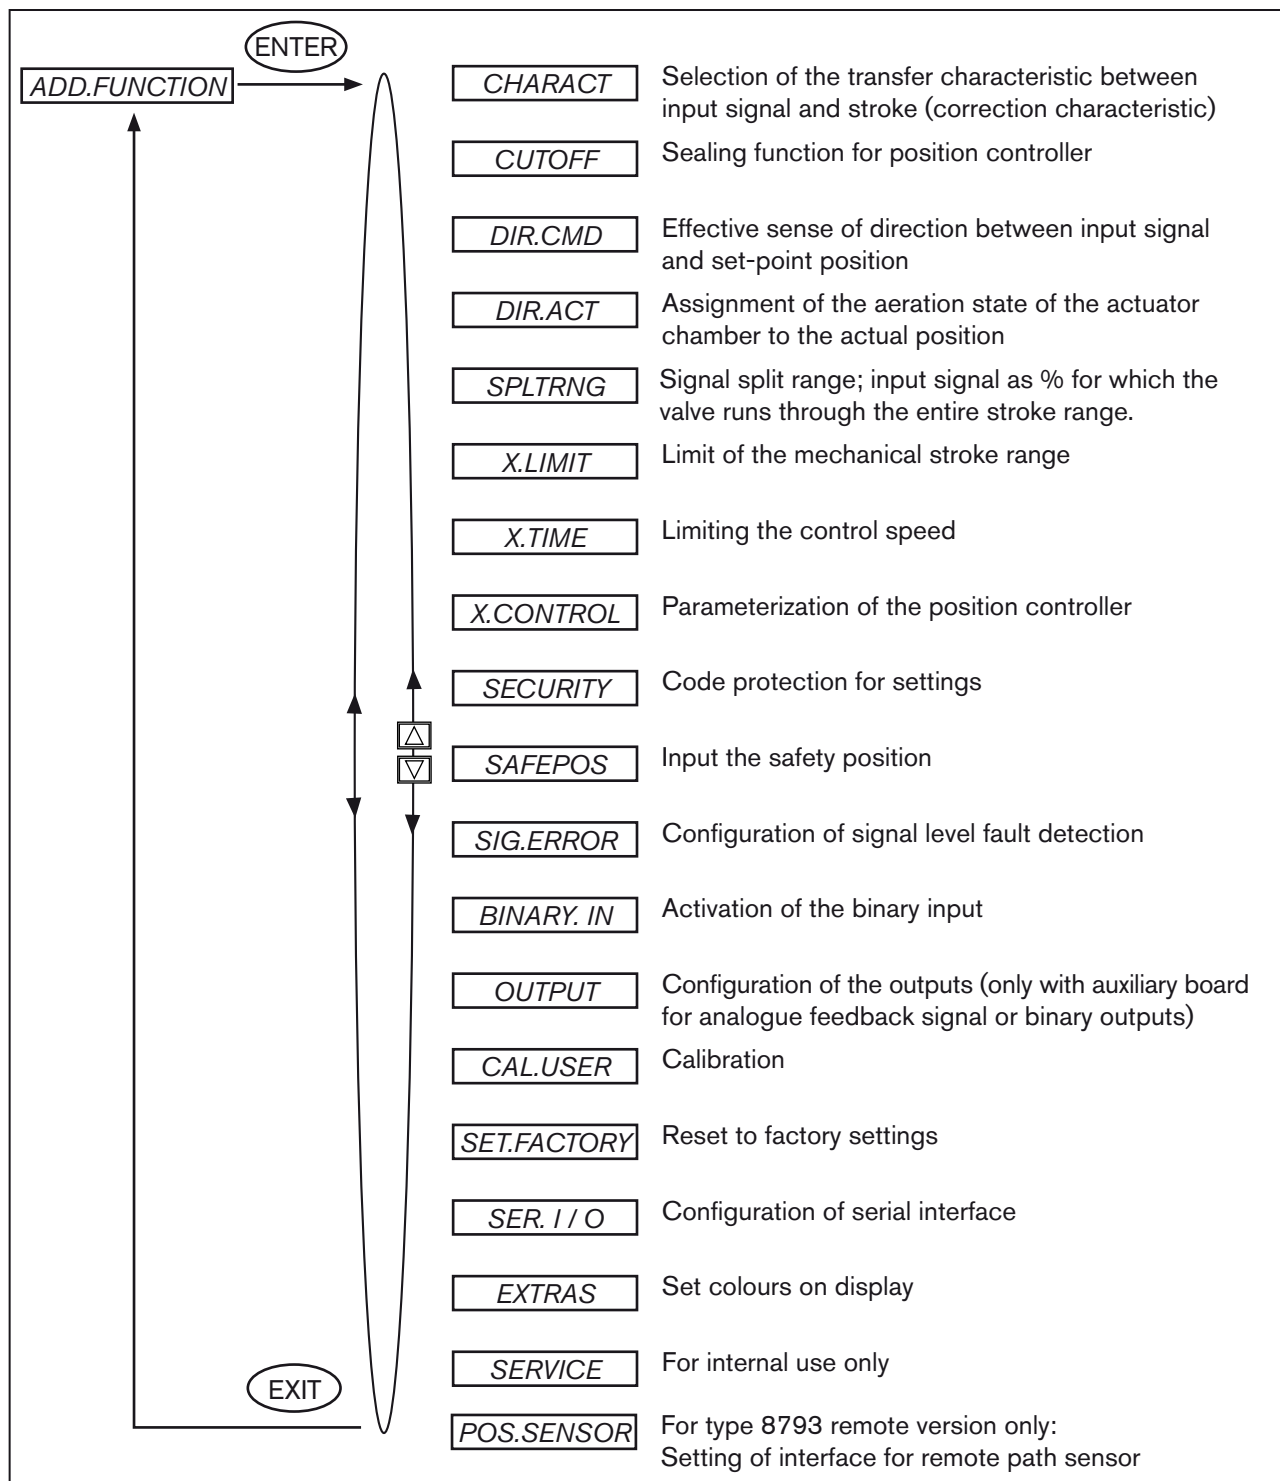 ENTER
ADD.FUNCTION
CHARACT
Selection of the transfer characteristic between
input signal and stroke (correction characteristic)
CUTOFF
Sealing function for position controller
DIR.CMD
Effective sense of direction between input signal
and set-point position
DIR.ACT
Assignment of the aeration state of the actuator
chamber to the actual position
SPLTRNG
Signal split range; input signal as % for which the
valve runs through the entire stroke range.
X.LIMIT
Limit of the mechanical stroke range
X.TIME
Limiting the control speed
X.CONTROL
Parameterization of the position controller
SECURITY
Code protection for settings
SAFEPOS
Input the safety position
SIG.ERROR
Configuration of signal level fault detection
BINARY. IN
Activation of the binary input
OUTPUT
Configuration of the outputs (only with auxiliary board
for analogue feedback signal or binary outputs)
CAL.USER
Calibration
SET.FACTORY
Reset to factory settings
SER. I / O
Configuration of serial interface
EXTRAS
Set colours on display
SERVICE
For internal use only
EXIT
POS.SENSOR
For type 8793 remote version only:
Setting of interface for remote path sensor